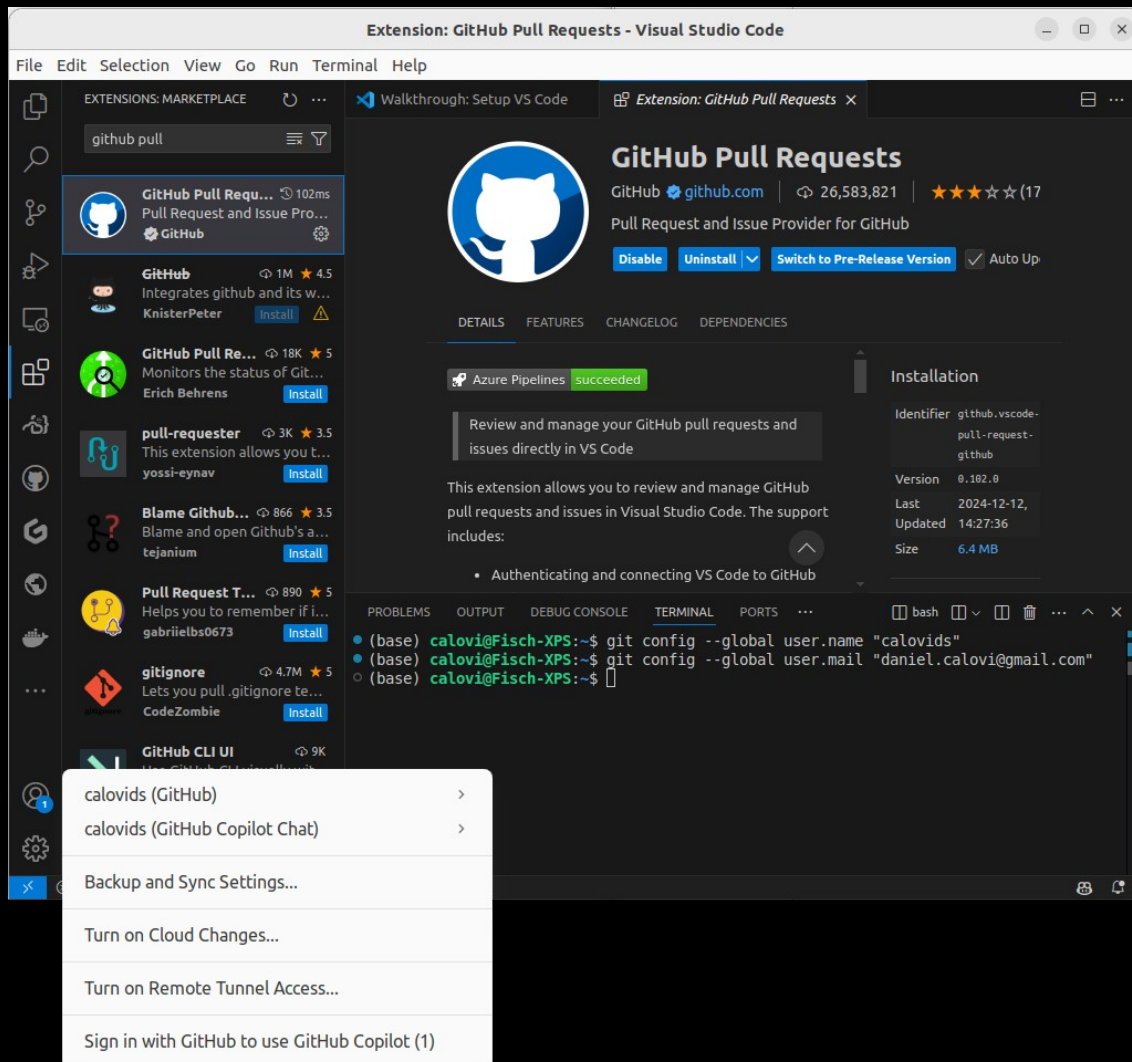 Extension: GitHub Pull Requests - Visual Studio Code
File Edit Selection View Go Run Terminal Help
EXTENSIONS: MARKETPLACE
github pull
GitHub Pull Requ... 102ms
Pull Request and Issue Pro...
GitHub
GitHub 1M ★ 4.5
Integrates github and its w...
KnisterPeter Install
GitHub Pull Re... 18K ★ 5
Monitors the status of Git...
Erich Behrens Install
pull-requester 3K ★ 3.5
This extension allows you t...
yossi-eynav Install
Blame Github... 866 ★ 3.5
Blame and open Github's a...
tejanium Install
Pull Request T... 890 ★ 5
Helps you to remember if i...
gabriielbs0673 Install
gitignore 4.7M ★ 5
Lets you pull .gitignore te...
CodeZombie Install
GitHub CLI UI 9K
Walkthrough: Setup VS Code
Extension: GitHub Pull Requests
GitHub Pull Requests
GitHub github.com 26,583,821 ★★★☆☆(17
Pull Request and Issue Provider for GitHub
Disable Uninstall Switch to Pre-Release Version Auto Up
DETAILS FEATURES CHANGELOG DEPENDENCIES
Azure Pipelines succeeded
Review and manage your GitHub pull requests and
issues directly in VS Code
This extension allows you to review and manage GitHub
pull requests and issues in Visual Studio Code. The support
includes:
• Authenticating and connecting VS Code to GitHub
Installation
Identifier github.vscode-
pull-request-
github
Version 0.102.0
Last 2024-12-12,
Updated 14:27:36
Size 6.4 MB
PROBLEMS OUTPUT DEBUG CONSOLE TERMINAL PORTS ... bash
(base) calovi@Fisch-XPS:~$ git config --global user.name "calovids"
(base) calovi@Fisch-XPS:~$ git config --global user.mail "daniel.calovi@gmail.com"
(base) calovi@Fisch-XPS:~$
1
calovids (GitHub)
calovids (GitHub Copilot Chat)
Backup and Sync Settings...
Turn on Cloud Changes...
Turn on Remote Tunnel Access...
Sign in with GitHub to use GitHub Copilot (1)